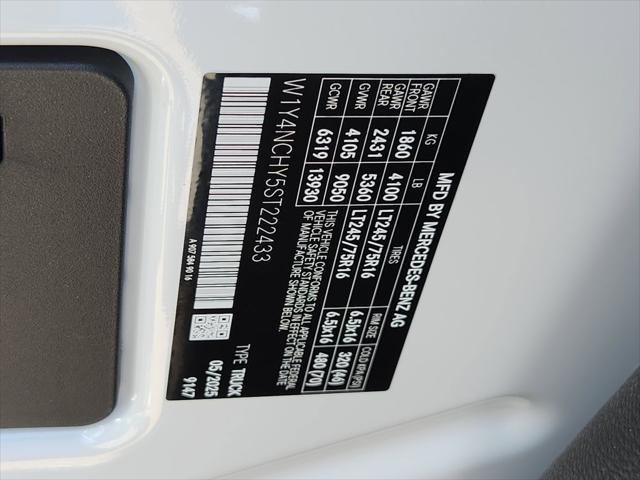 MFD BY MERCEDES-BENZ AG
KG LB TIRES RIM SIZE COLD KPA (PSI)
GAWR FRONT 1860 4100 LT245/75R16 6.5Jx16 320(46)
GAWR REAR 2431 5360 LT245/75R16 6.5Jx16 480(70)
GVWR 4105 9050 THIS VEHICLE CONFORMS TO ALL APPLICABLE FEDERAL
GCWR 6319 13930 MOTOR VEHICLE SAFETY STANDARDS IN EFFECT ON THE DATE
OF MANUFACTURE SHOWN ABOVE
W1Y4NCHY5ST222433 TYPE TRUCK
05/2025
9147
A 907 584 90 16